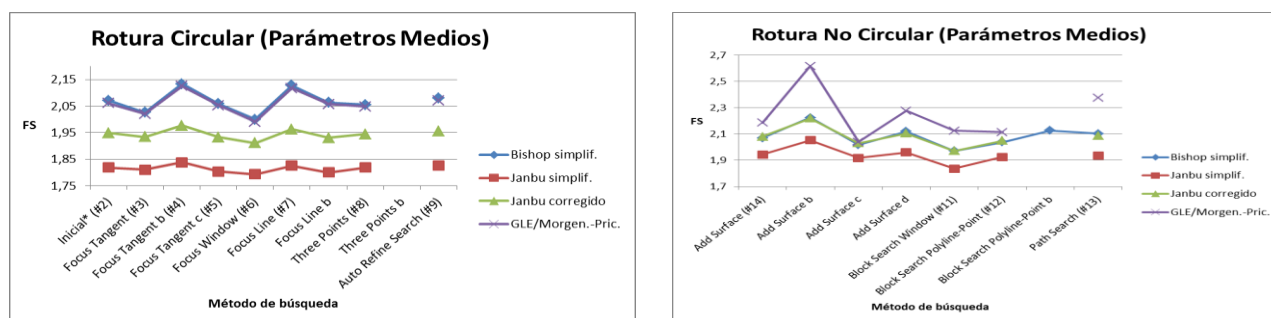 Rotura Circular (Parámetros Medios)
2,15
2,05
FS
1,95
1,85
1,75
Bishop simplif.
Janbu simplif.
Janbu corregido
GLE/Morgen.-Pric.
Inicial* (#2)
Focus Tangent (#3)
Focus Tangent b (#4)
Focus Tangent c (#5)
Focus Window (#6)
Focus Line (#7)
Focus Line b
Three Points (#8)
Three Points b
Auto Refine Search (#9)
Método de búsqueda
Rotura No Circular (Parámetros Medios)
2,7
2,5
FS
2,3
2,1
1,9
1,7
Bishop simplif.
Janbu simplif.
Janbu corregido
GLE/Morgen.-Pric.
Add Surface (#14)
Add Surface b
Add Surface c
Add Surface d
Block Search Window (#11)
Block Search Polyline-Point (#12)
Block Search Polyline-Point b
Path Search (#13)
Método de búsqueda